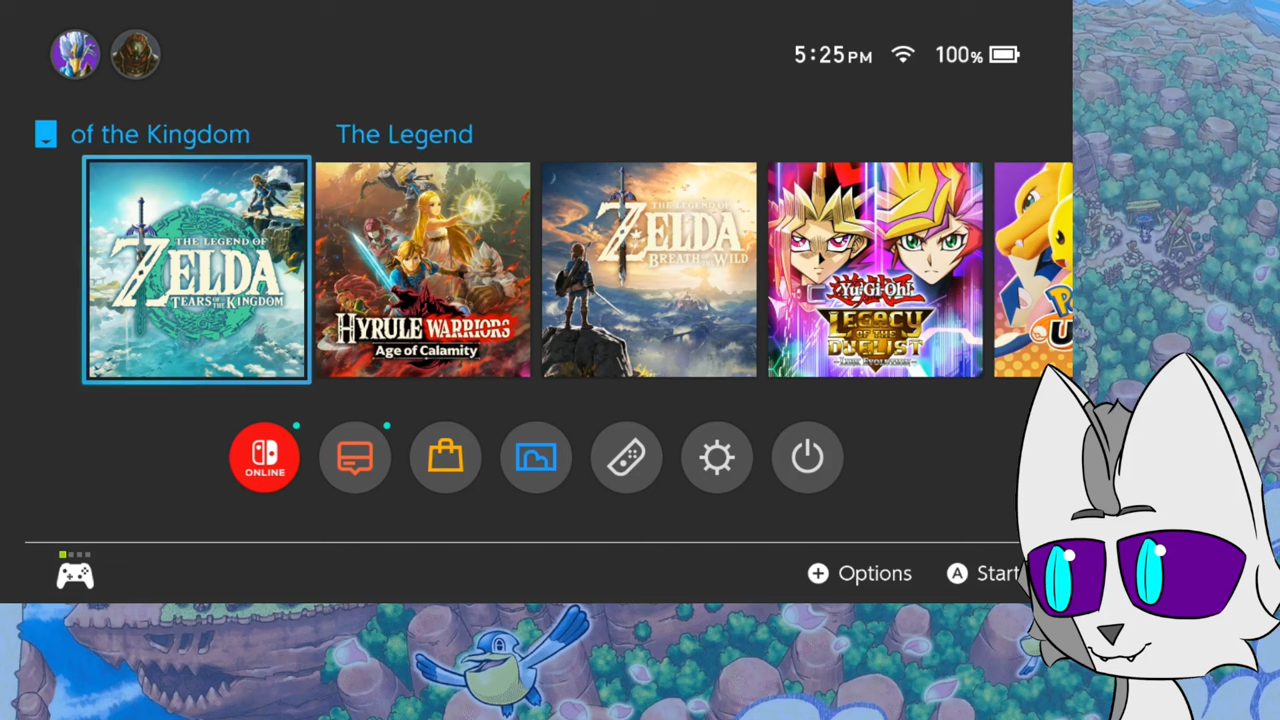 5:25PM 100%
of the Kingdom The Legend
THE LEGEND OF
ZELDA
TEARS OF THE KINGDOM
HYRULE WARRIORS
Age of Calamity
THE LEGEND OF
ZELDA
BREATH OF THE WILD
Yu-Gi-Oh!
LEGACY
OF THE
DUELIST
LINK EVOLUTION
ONLINE
+ Options A Start